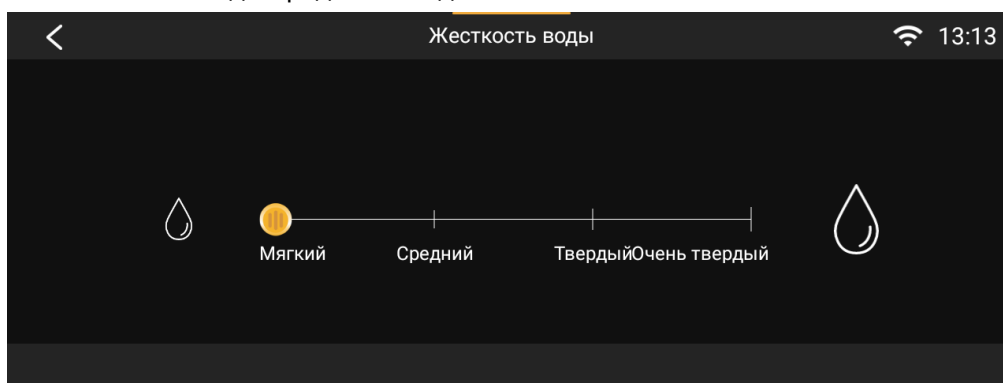 Жесткость воды 13:13
Мягкий Средний ТвердыйОчень твердый